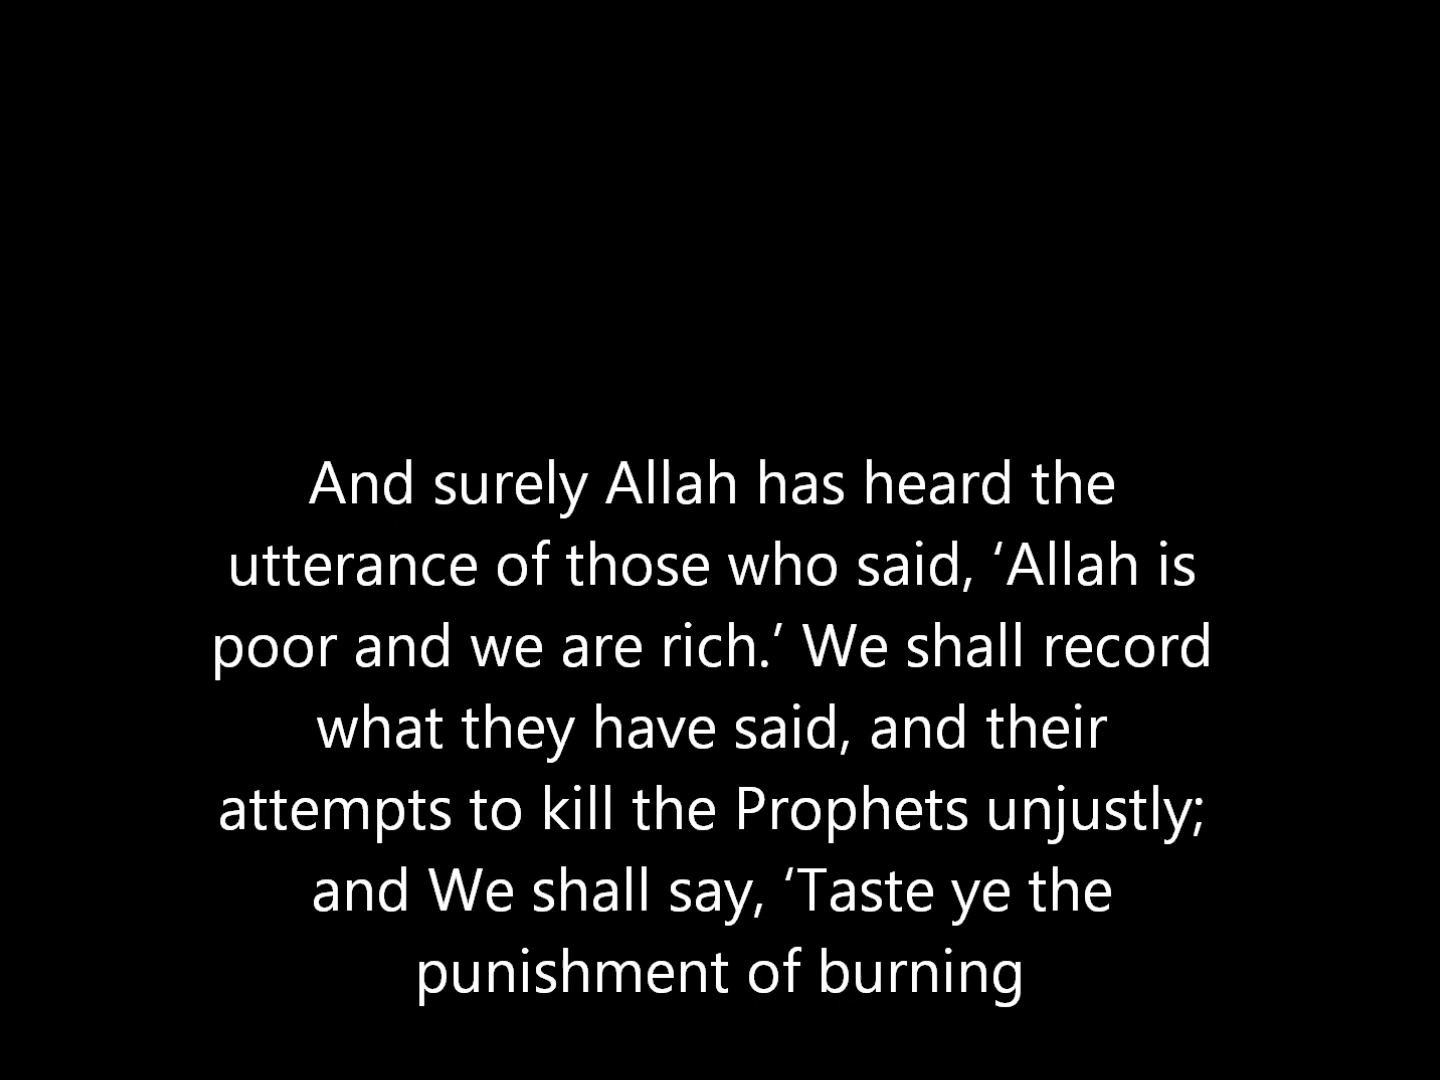 And surely Allah has heard the
utterance of those who said, ‘Allah is
poor and we are rich.’ We shall record
what they have said, and their
attempts to kill the Prophets unjustly;
and We shall say, ‘Taste ye the
punishment of burning